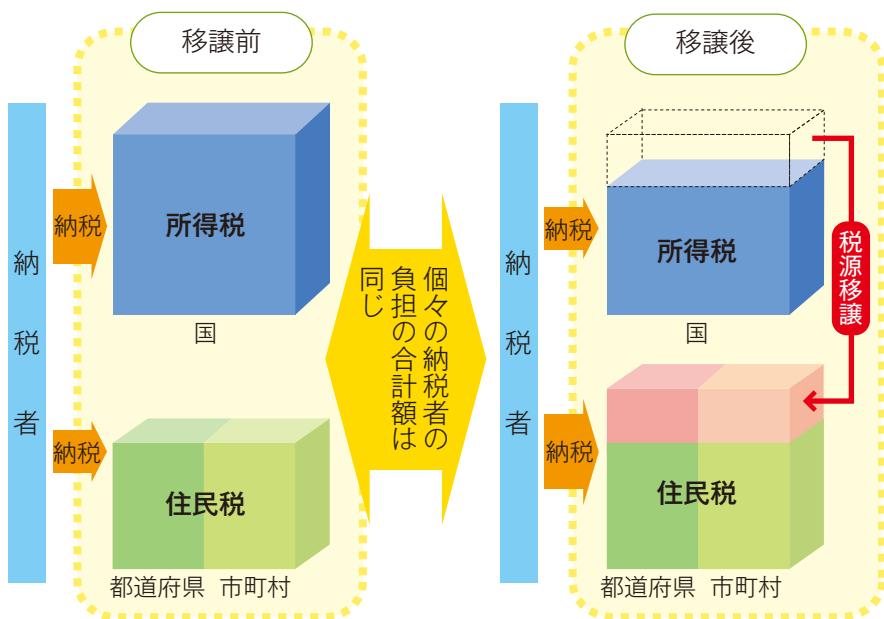 移譲前
納税者
納税
所得税
国
納税
住民税
都道府県 市町村
個々の納税者の
負担の合計額は
同じ
移譲後
納税者
納税
所得税
国
税源移譲
納税
住民税
都道府県 市町村